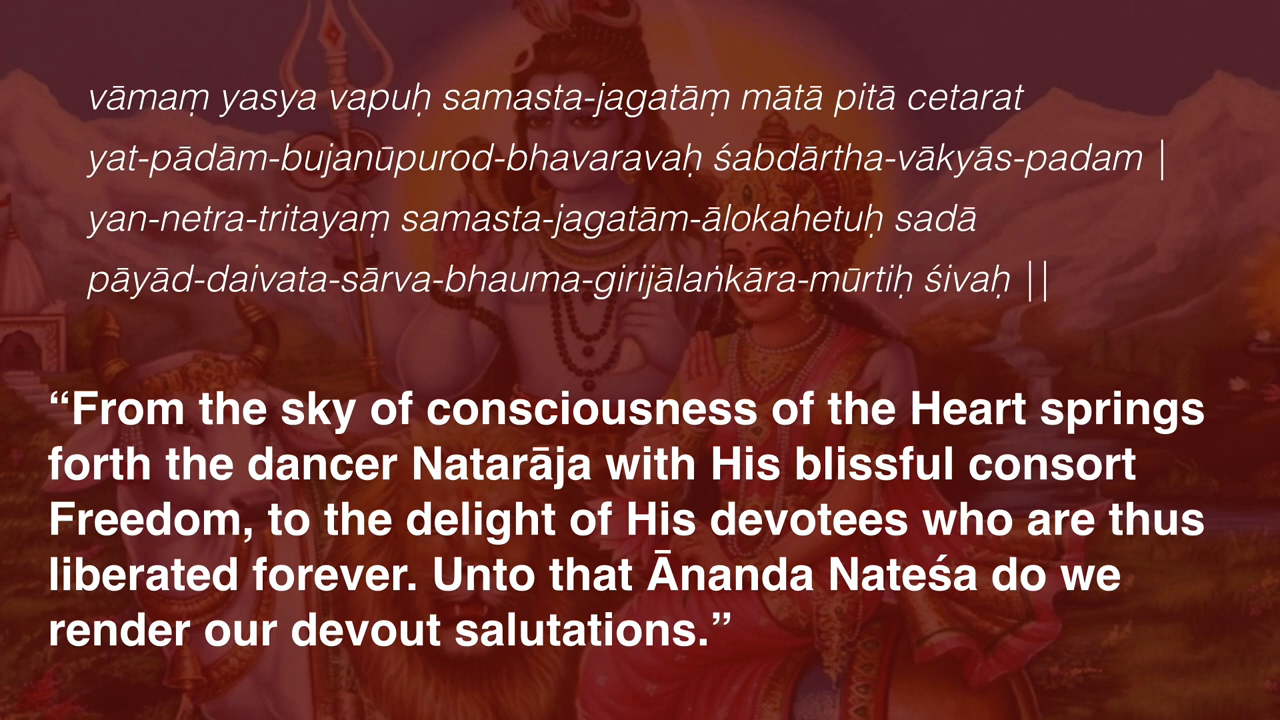 vāmaṃ yasya vapuḥ samasta-jagatāṃ mātā pitā cetarat
yat-pādām-bujanūpurod-bhavaravaḥ śabdārtha-vākyās-padam |
yan-netra-tritayaṃ samasta-jagatām-ālokahetuḥ sadā
pāyād-daivata-sārva-bhauma-girijālaṅkāra-mūrtiḥ śivaḥ ||
“From the sky of consciousness of the Heart springs
forth the dancer Natarāja with His blissful consort
Freedom, to the delight of His devotees who are thus
liberated forever. Unto that Ānanda Nateśa do we
render our devout salutations.”